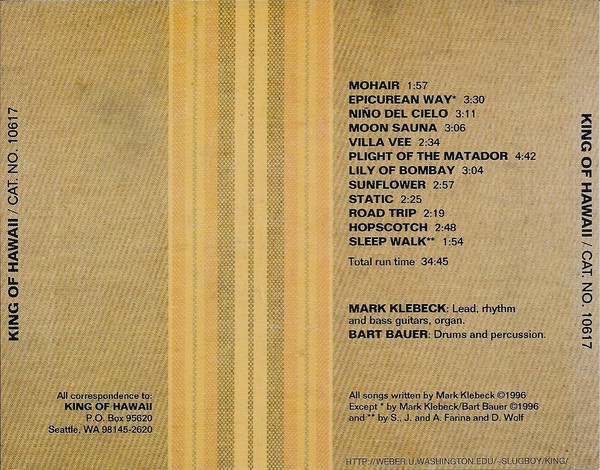 KING OF HAWAII / CAT. NO. 10617
MOHAIR 1:57
EPICUREAN WAY* 3:30
NIÑO DEL CIELO 3:11
MOON SAUNA 3:06
VILLA VEE 2:34
PLIGHT OF THE MATADOR 4:42
LILY OF BOMBAY 3:04
SUNFLOWER 2:57
STATIC 2:25
ROAD TRIP 2:19
HOPSCOTCH 2:48
SLEEP WALK** 1:54
Total run time 34:45
MARK KLEBECK: Lead, rhythm
and bass guitars, organ.
BART BAUER: Drums and percussion.
All correspondence to:
KING OF HAWAII
P.O. Box 95620
Seattle, WA 98145-2620
All songs written by Mark Klebeck ©1996
Except * by Mark Klebeck/Bart Bauer ©1996
and ** by S., J. and A. Farina and D. Wolf
HTTP://WEBER.U.WASHINGTON.EDU/~SLUGBOY/KING/
KING OF HAWAII / CAT. NO. 10617